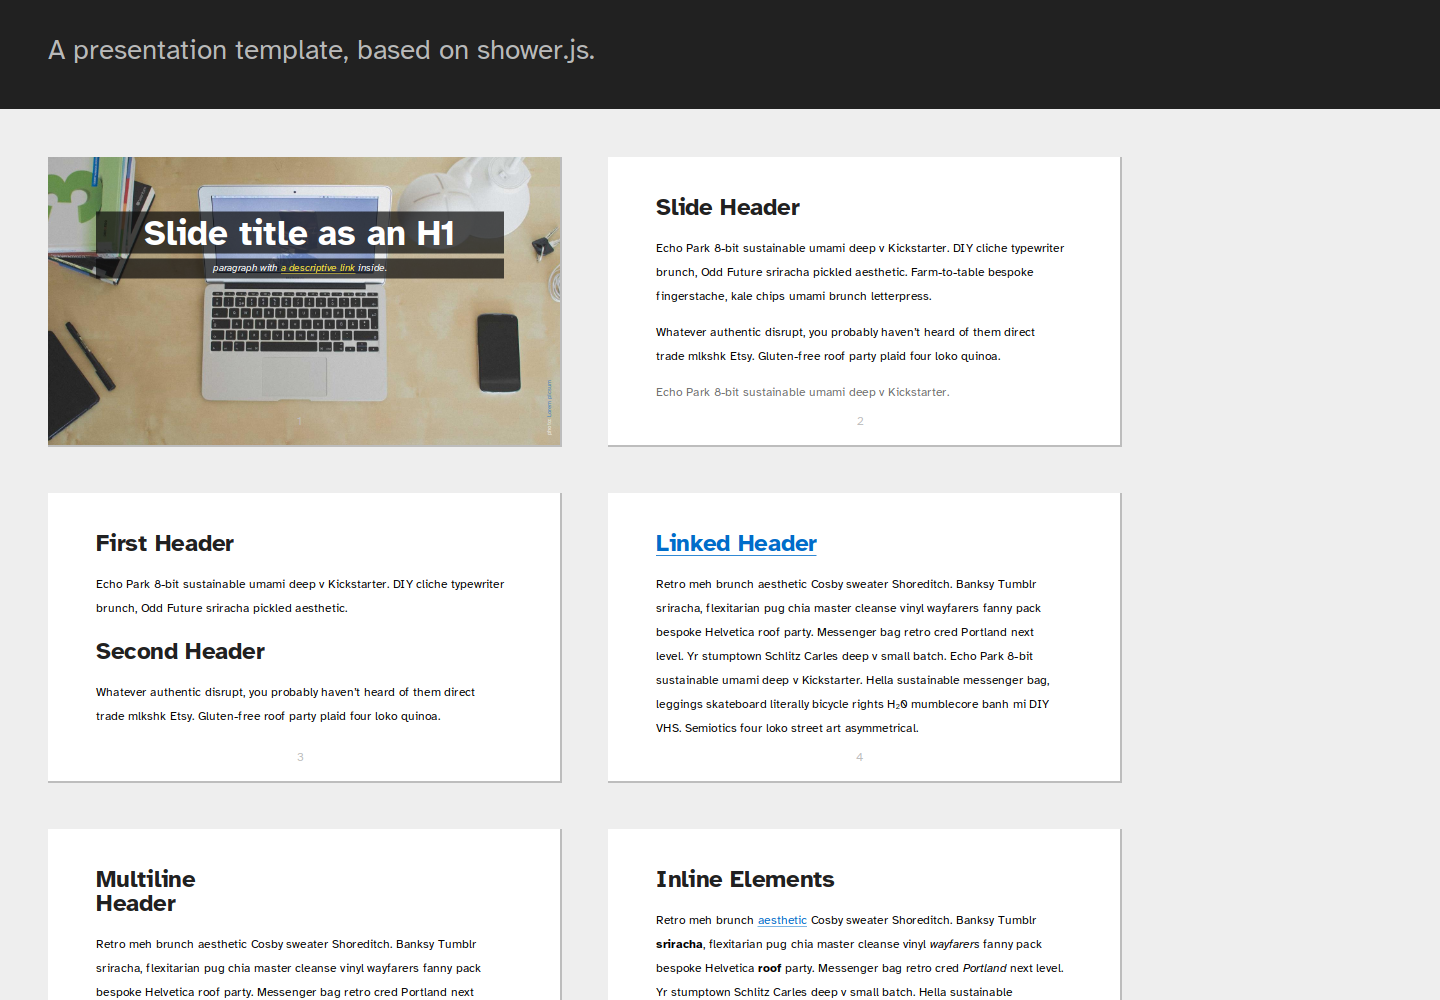 A presentation template, based on shower.js.
Slide title as an H1
paragraph with a descriptive link inside.
1
Slide Header
Echo Park 8-bit sustainable umami deep v Kickstarter. DIY cliche typewriter
brunch, Odd Future sriracha pickled aesthetic. Farm-to-table bespoke
fingerstache, kale chips umami brunch letterpress.
Whatever authentic disrupt, you probably haven't heard of them direct
trade mlkshk Etsy. Gluten-free roof party plaid four loko quinoa.
Echo Park 8-bit sustainable umami deep v Kickstarter.
2
First Header
Echo Park 8-bit sustainable umami deep v Kickstarter. DIY cliche typewriter
brunch, Odd Future sriracha pickled aesthetic.
Second Header
Whatever authentic disrupt, you probably haven't heard of them direct
trade mlkshk Etsy. Gluten-free roof party plaid four loko quinoa.
3
Linked Header
Retro meh brunch aesthetic Cosby sweater Shoreditch. Banksy Tumblr
sriracha, flexitarian pug chia master cleanse vinyl wayfarers fanny pack
bespoke Helvetica roof party. Messenger bag retro cred Portland next
level. Yr stumptown Schlitz Carles deep v small batch. Echo Park 8-bit
sustainable umami deep v Kickstarter. Hella sustainable messenger bag,
leggings skateboard literally bicycle rights H₂0 mumblecore banh mi DIY
VHS. Semiotics four loko street art asymmetrical.
4
Multiline
Header
Retro meh brunch aesthetic Cosby sweater Shoreditch. Banksy Tumblr
sriracha, flexitarian pug chia master cleanse vinyl wayfarers fanny pack
bespoke Helvetica roof party. Messenger bag retro cred Portland next
Inline Elements
Retro meh brunch aesthetic Cosby sweater Shoreditch. Banksy Tumblr
sriracha, flexitarian pug chia master cleanse vinyl wayfarers fanny pack
bespoke Helvetica roof party. Messenger bag retro cred Portland next level.
Yr stumptown Schlitz Carles deep v small batch. Hella sustainable